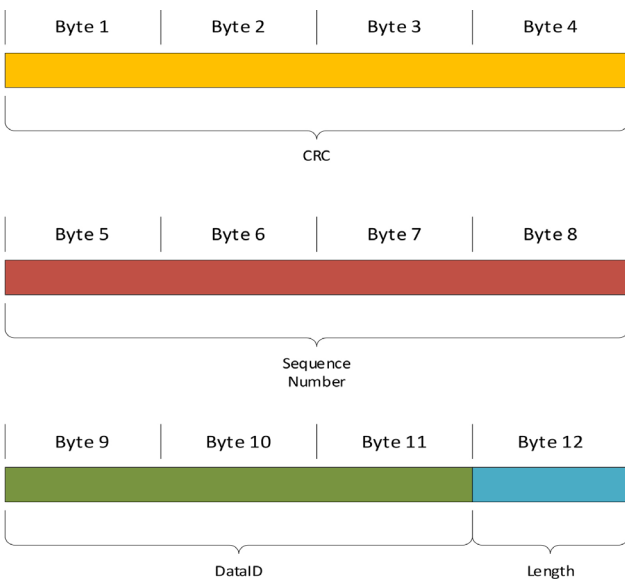 Byte 1 Byte 2 Byte 3 Byte 4
CRC
Byte 5 Byte 6 Byte 7 Byte 8
Sequence
Number
Byte 9 Byte 10 Byte 11 Byte 12
DataID Length